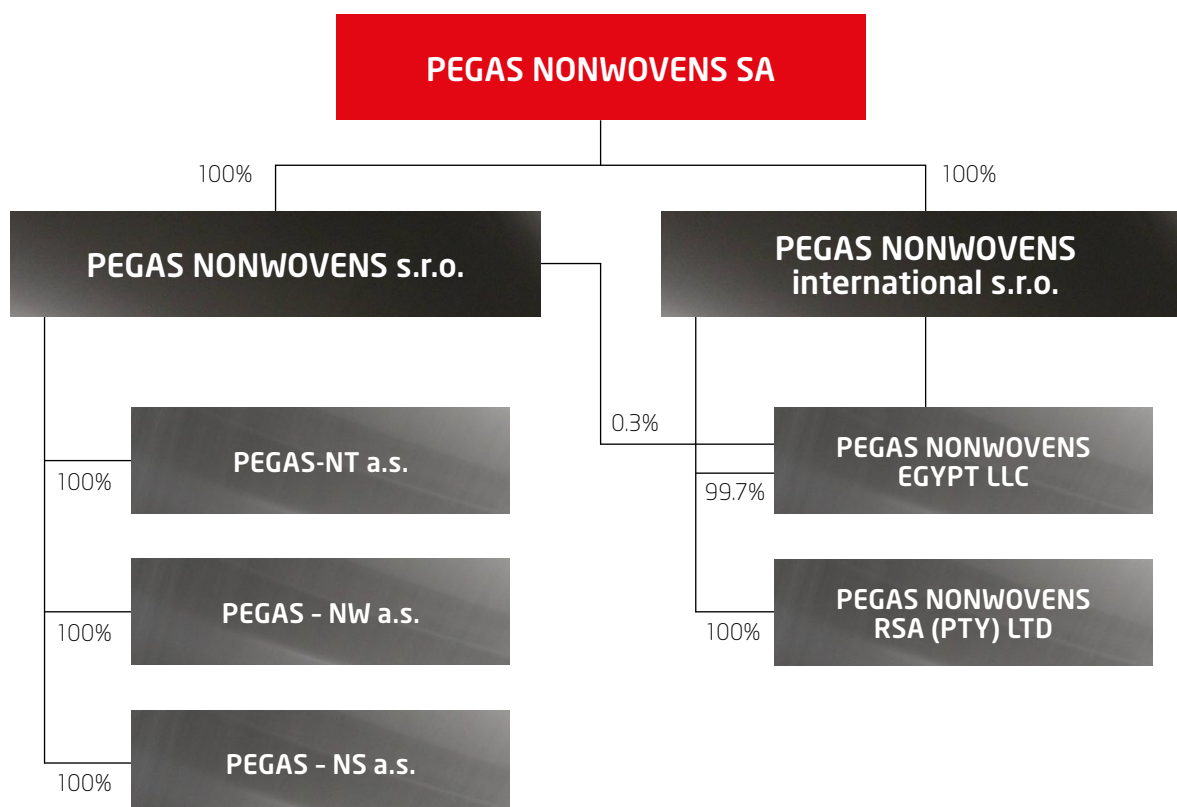 PEGAS NONWOVENS SA
100%
100%
PEGAS NONWOVENS s.r.o.
PEGAS NONWOVENS
international s.r.o.
0.3%
PEGAS-NT a.s.
100%
PEGAS NONWOVENS
EGYPT LLC
99.7%
PEGAS – NW a.s.
100%
PEGAS NONWOVENS
RSA (PTY) LTD
100%
PEGAS – NS a.s.
100%